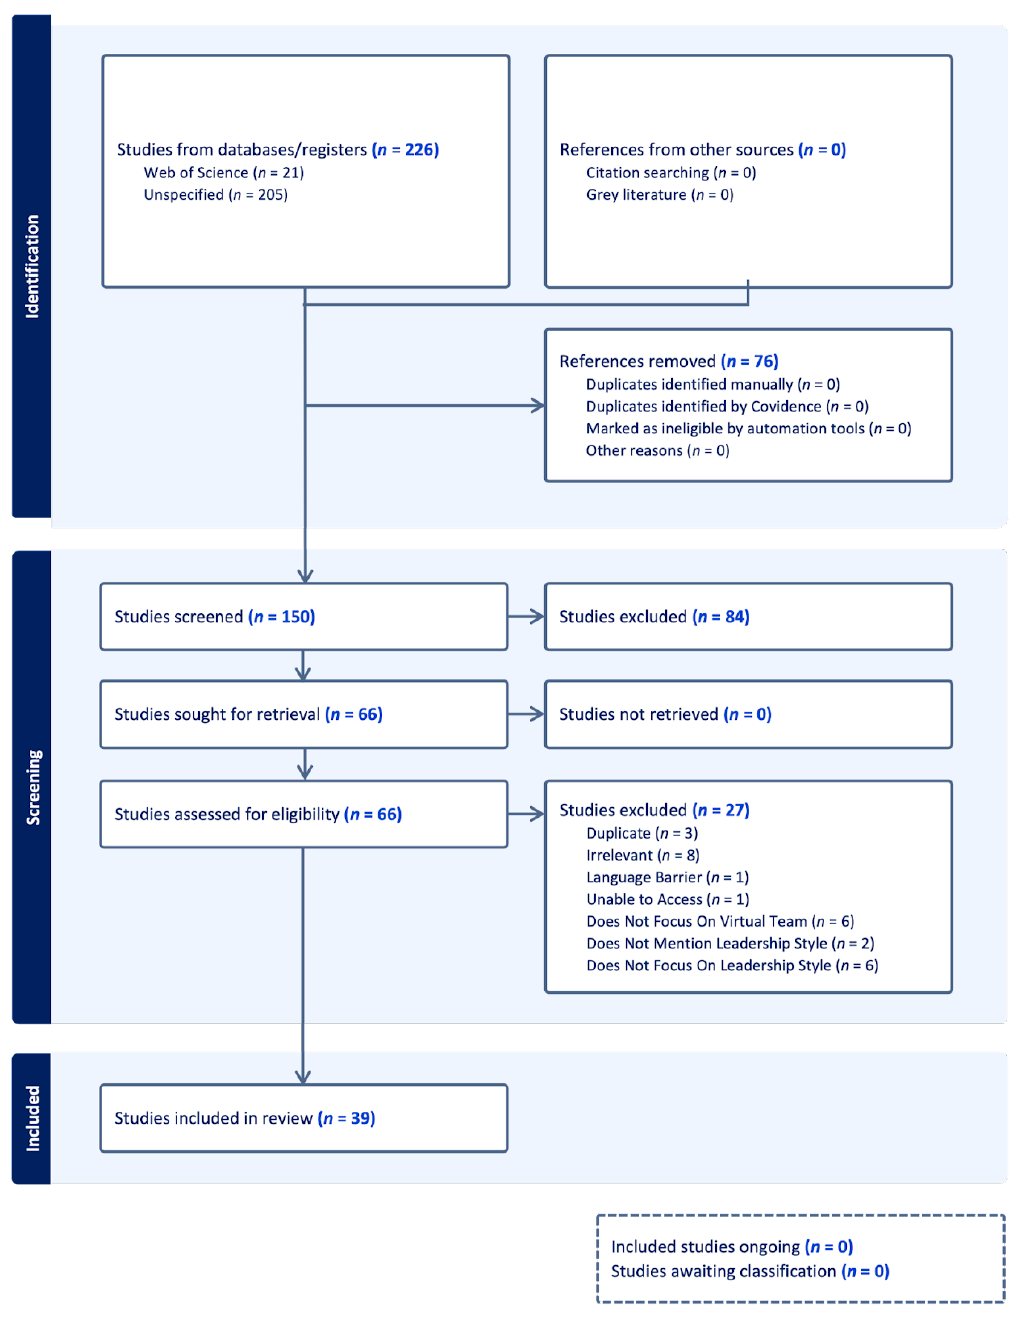 Identification
Studies from databases/registers (n = 226)
Web of Science (n = 21)
Unspecified (n = 205)
References from other sources (n = 0)
Citation searching (n = 0)
Grey literature (n = 0)
References removed (n = 76)
Duplicates identified manually (n = 0)
Duplicates identified by Covidence (n = 0)
Marked as ineligible by automation tools (n = 0)
Other reasons (n = 0)
Screening
Studies screened (n = 150)
Studies excluded (n = 84)
Studies sought for retrieval (n = 66)
Studies not retrieved (n = 0)
Studies assessed for eligibility (n = 66)
Studies excluded (n = 27)
Duplicate (n = 3)
Irrelevant (n = 8)
Language Barrier (n = 1)
Unable to Access (n = 1)
Does Not Focus On Virtual Team (n = 6)
Does Not Mention Leadership Style (n = 2)
Does Not Focus On Leadership Style (n = 6)
Included
Studies included in review (n = 39)
Included studies ongoing (n = 0)
Studies awaiting classification (n = 0)